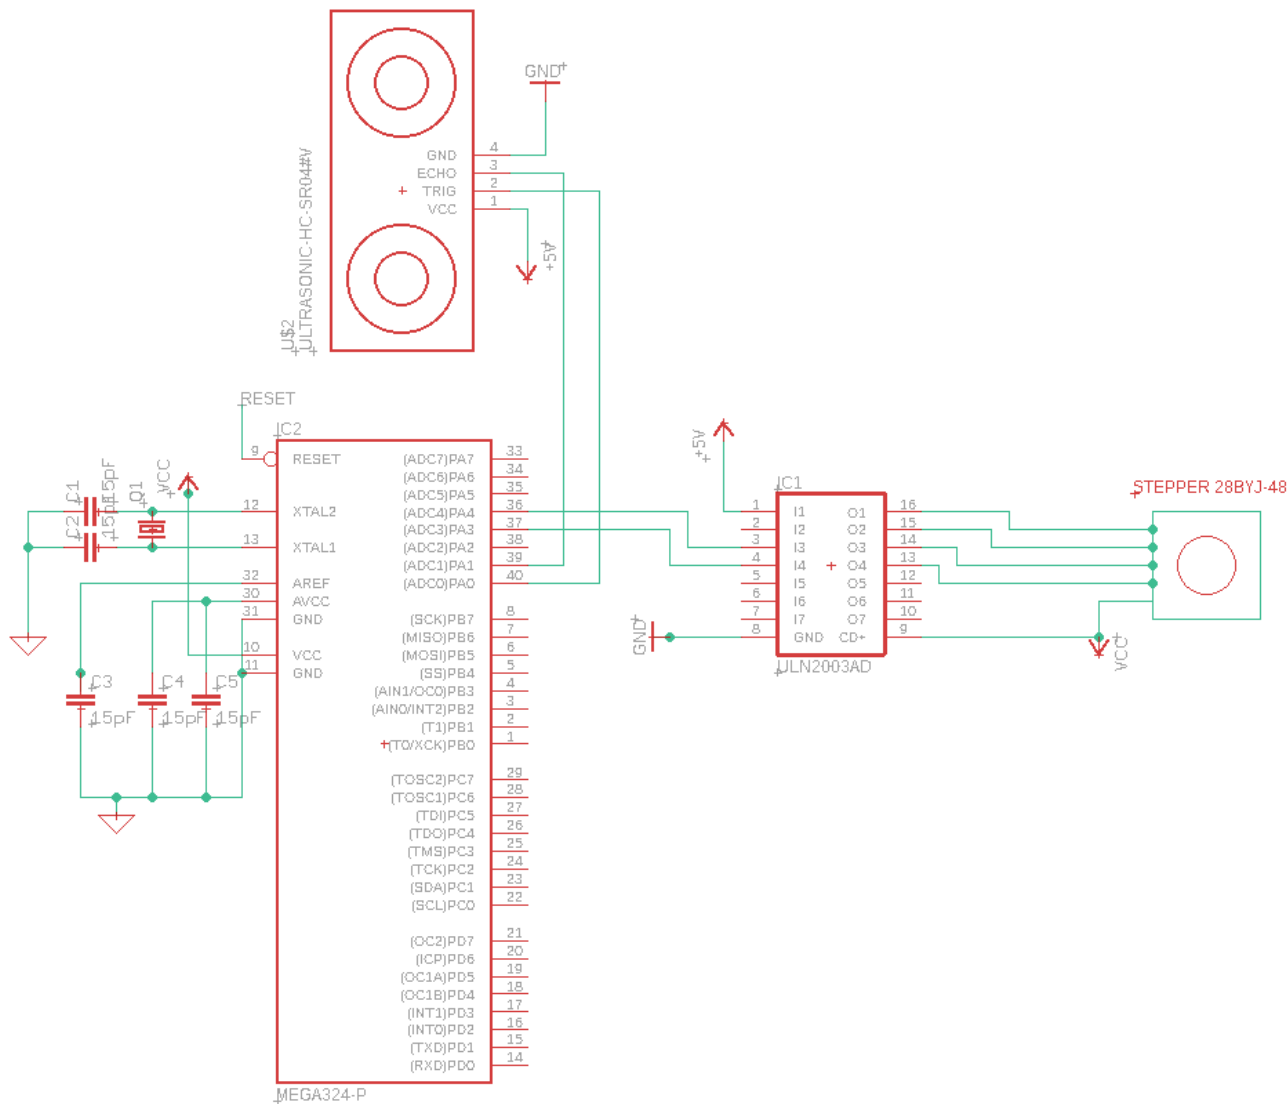 GND
GND 4
ECHO 3
TRIG 2
VCC 1
+5V
U$2
ULTRASONIC-HC-SR04#V
RESET
IC2
9 RESET (ADC7)PA7 33
(ADC6)PA6 34
(ADC5)PA5 35
C1 15pF
C2 15pF
Q1
VCC
12 XTAL2 (ADC4)PA4 36
(ADC3)PA3 37
13 XTAL1 (ADC2)PA2 38
(ADC1)PA1 39
32 AREF (ADC0)PA0 40
30 AVCC
31 GND (SCK)PB7 8
(MISO)PB6 7
10 VCC (MOSI)PB5 6
11 GND (SS)PB4 5
(AIN1/OC0)PB3 4
(AIN0/INT2)PB2 3
(T1)PB1 2
(T0/XCK)PB0 1
C3 C4 C5
15pF 15pF 15pF
(TOSC2)PC7 29
(TOSC1)PC6 28
(TDI)PC5 27
(TDO)PC4 26
(TMS)PC3 25
(TCK)PC2 24
(SDA)PC1 23
(SCL)PC0 22
(OC2)PD7 21
(ICP)PD6 20
(OC1A)PD5 19
(OC1B)PD4 18
(INT1)PD3 17
(INT0)PD2 16
(TXD)PD1 15
(RXD)PD0 14
MEGA324-P
+5V
IC1
1 I1 O1 16
2 I2 O2 15
3 I3 O3 14
4 I4 O4 13
5 I5 O5 12
6 I6 O6 11
7 I7 O7 10
8 GND CD+ 9
GND
ULN2003AD
STEPPER 28BYJ-48
VCC